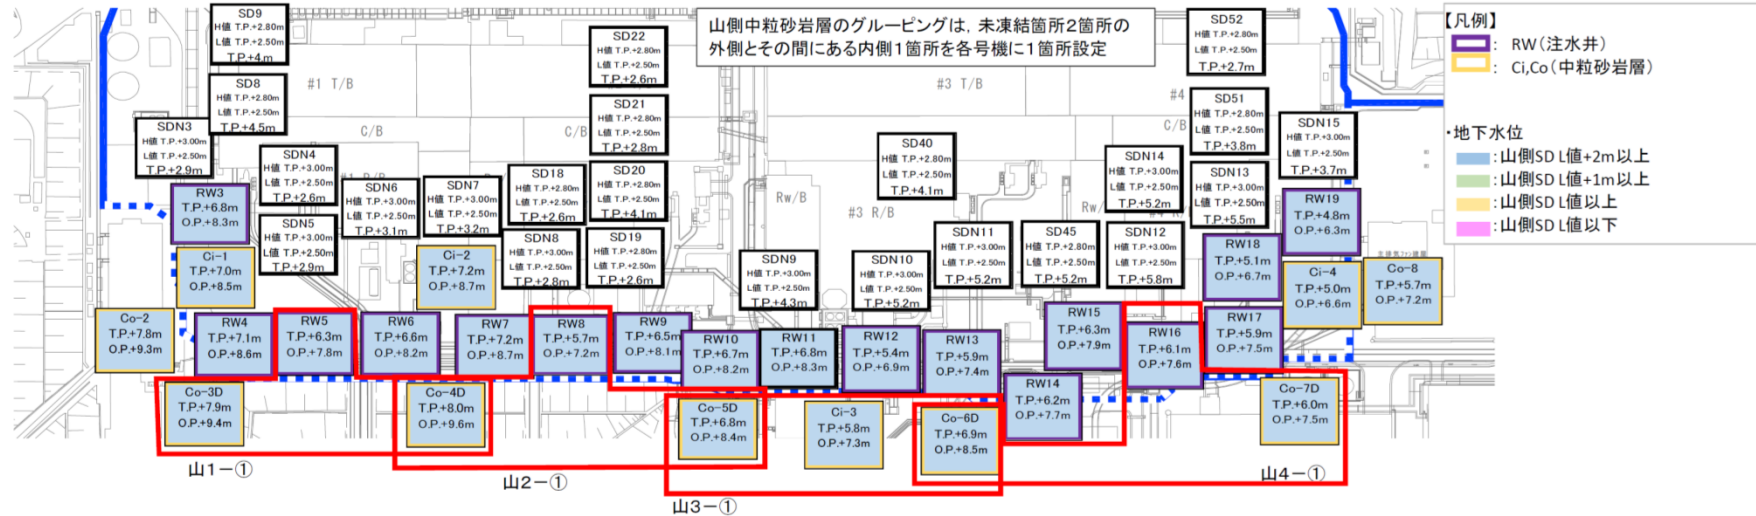 山側中粒砂岩層のグルーピングは，未凍結箇所2箇所の
外側とその間にある内側1箇所を各号機に1箇所設定
【凡例】
： RW（注水井）
： Ci,Co（中粒砂岩層）
・地下水位
：山側SD L値+2m以上
：山側SD L値+1m以上
：山側SD L値以上
：山側SD L値以下
SD9
H値 T.P.+2.80m
L値 T.P.+2.50m
T.P.+4m
SD8
H値 T.P.+2.80m
L値 T.P.+2.50m
T.P.+4.5m
SDN3
H値 T.P.+3.00m
L値 T.P.+2.50m
T.P.+2.9m
SDN4
H値 T.P.+3.00m
L値 T.P.+2.50m
T.P.+2.6m
SDN5
H値 T.P.+3.00m
L値 T.P.+2.50m
T.P.+2.9m
SDN6
H値 T.P.+3.00m
L値 T.P.+2.50m
T.P.+3.1m
SDN7
H値 T.P.+3.00m
L値 T.P.+2.50m
T.P.+3.2m
SD18
H値 T.P.+2.80m
L値 T.P.+2.50m
T.P.+2.6m
SDN8
H値 T.P.+3.00m
L値 T.P.+2.50m
T.P.+2.8m
SD22
H値 T.P.+2.80m
L値 T.P.+2.50m
T.P.+2.6m
SD21
H値 T.P.+2.80m
L値 T.P.+2.50m
T.P.+2.8m
SD20
H値 T.P.+2.80m
L値 T.P.+2.50m
T.P.+4.1m
SD19
H値 T.P.+2.80m
L値 T.P.+2.50m
T.P.+2.6m
SDN9
H値 T.P.+3.00m
L値 T.P.+2.50m
T.P.+4.3m
SD40
H値 T.P.+2.80m
L値 T.P.+2.50m
T.P.+4.1m
SDN10
H値 T.P.+3.00m
L値 T.P.+2.50m
T.P.+5.2m
SDN11
H値 T.P.+3.00m
L値 T.P.+2.50m
T.P.+5.2m
SD45
H値 T.P.+2.80m
L値 T.P.+2.50m
T.P.+5.2m
SDN14
H値 T.P.+3.00m
L値 T.P.+2.50m
T.P.+5.2m
SDN12
H値 T.P.+3.00m
L値 T.P.+2.50m
T.P.+5.8m
SD52
H値 T.P.+2.80m
L値 T.P.+2.50m
T.P.+2.7m
SD51
H値 T.P.+2.80m
L値 T.P.+2.50m
T.P.+3.8m
SDN13
H値 T.P.+3.00m
L値 T.P.+2.50m
T.P.+5.5m
SDN15
H値 T.P.+3.00m
L値 T.P.+2.50m
T.P.+3.7m
#1 T/B
C/B
C/B
#3 T/B
Rw/B
#3 R/B
#4
C/B
Rw/
RW3
T.P.+6.8m
O.P.+8.3m
Ci-1
T.P.+7.0m
O.P.+8.5m
Ci-2
T.P.+7.2m
O.P.+8.7m
Co-2
T.P.+7.8m
O.P.+9.3m
RW4
T.P.+7.1m
O.P.+8.6m
RW5
T.P.+6.3m
O.P.+7.8m
RW6
T.P.+6.6m
O.P.+8.2m
RW7
T.P.+7.2m
O.P.+8.7m
RW8
T.P.+5.7m
O.P.+7.2m
RW9
T.P.+6.5m
O.P.+8.1m
RW10
T.P.+6.7m
O.P.+8.2m
RW11
T.P.+6.8m
O.P.+8.3m
RW12
T.P.+5.4m
O.P.+6.9m
RW13
T.P.+5.9m
O.P.+7.4m
RW14
T.P.+6.2m
O.P.+7.7m
RW15
T.P.+6.3m
O.P.+7.9m
RW16
T.P.+6.1m
O.P.+7.6m
RW17
T.P.+5.9m
O.P.+7.5m
RW18
T.P.+5.1m
O.P.+6.7m
RW19
T.P.+4.8m
O.P.+6.3m
Ci-4
T.P.+5.0m
O.P.+6.6m
Co-8
T.P.+5.7m
O.P.+7.2m
Co-3D
T.P.+7.9m
O.P.+9.4m
Co-4D
T.P.+8.0m
O.P.+9.6m
Co-5D
T.P.+6.8m
O.P.+8.4m
Ci-3
T.P.+5.8m
O.P.+7.3m
Co-6D
T.P.+6.9m
O.P.+8.5m
Co-7D
T.P.+6.0m
O.P.+7.5m
山1－①
山2－①
山3－①
山4－①